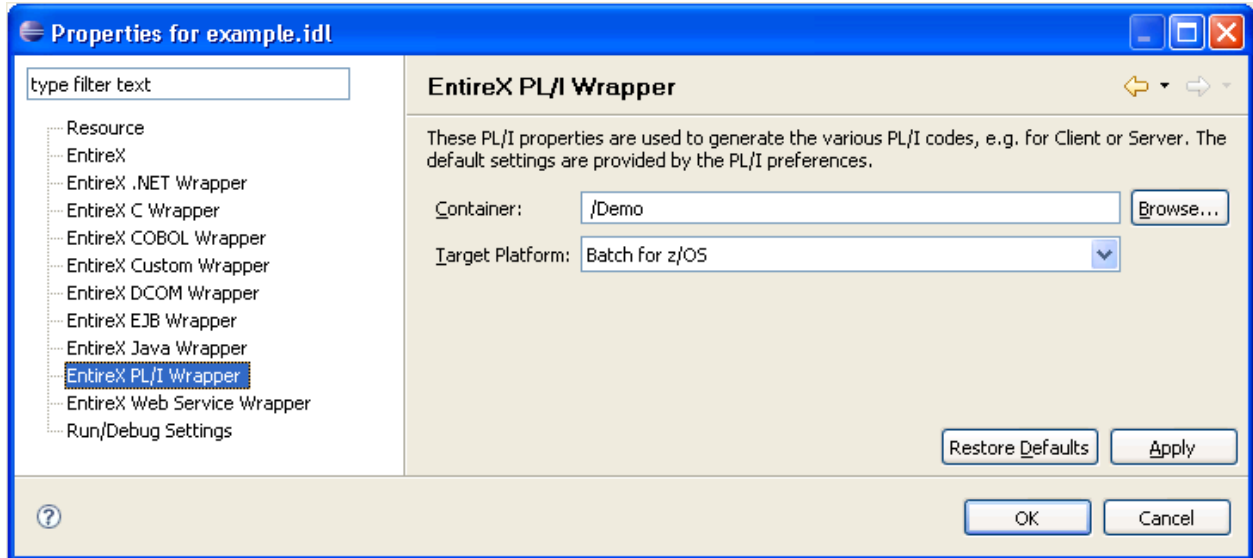 Properties for example.idl
type filter text
Resource
EntireX
EntireX .NET Wrapper
EntireX C Wrapper
EntireX COBOL Wrapper
EntireX Custom Wrapper
EntireX DCOM Wrapper
EntireX EJB Wrapper
EntireX Java Wrapper
EntireX PL/I Wrapper
EntireX Web Service Wrapper
Run/Debug Settings
EntireX PL/I Wrapper
These PL/I properties are used to generate the various PL/I codes, e.g. for Client or Server. The
default settings are provided by the PL/I preferences.
Container: /Demo Browse...
Target Platform: Batch for z/OS
Restore Defaults Apply
? OK Cancel